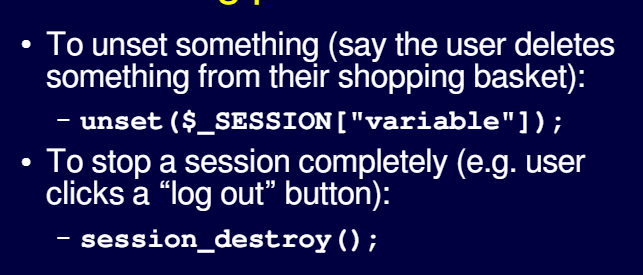 • To unset something (say the user deletes
something from their shopping basket):
– unset($_SESSION["variable"]);
• To stop a session completely (e.g. user
clicks a “log out” button):
– session_destroy();